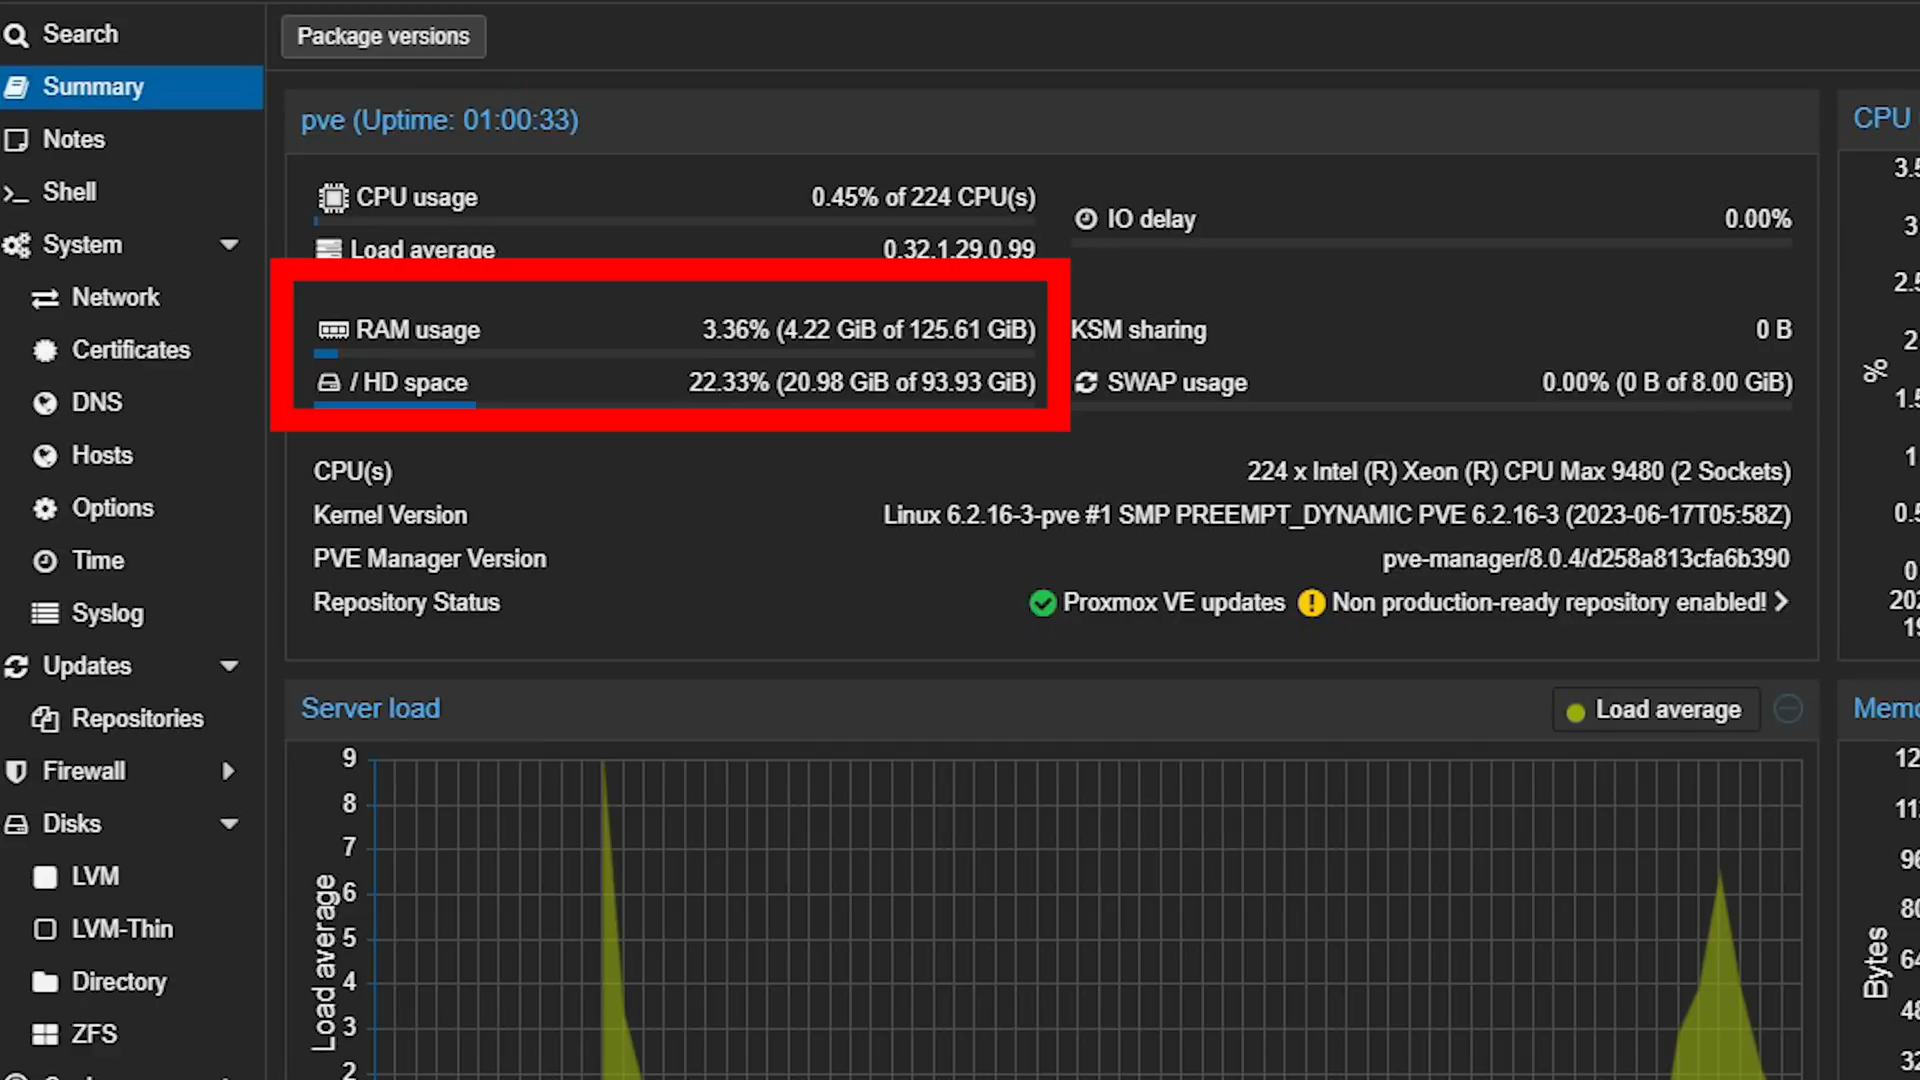 Search
Summary
Notes
Shell
System
Network
Certificates
DNS
Hosts
Options
Time
Syslog
Updates
Repositories
Firewall
Disks
LVM
LVM-Thin
Directory
ZFS
Package versions
pve (Uptime: 01:00:33)
CPU usage 0.45% of 224 CPU(s)
Load average 0.32,1.29,0.99
IO delay 0.00%
RAM usage 3.36% (4.22 GiB of 125.61 GiB)
KSM sharing 0 B
/ HD space 22.33% (20.98 GiB of 93.93 GiB)
SWAP usage 0.00% (0 B of 8.00 GiB)
CPU(s) 224 x Intel (R) Xeon (R) CPU Max 9480 (2 Sockets)
Kernel Version Linux 6.2.16-3-pve #1 SMP PREEMPT_DYNAMIC PVE 6.2.16-3 (2023-06-17T05:58Z)
PVE Manager Version pve-manager/8.0.4/d258a813cfa6b390
Repository Status Proxmox VE updates Non production-ready repository enabled!
Server load
Load average
9
8
7
6
5
4
3
2
Load average
CPU
3
2
1
0
%
Bytes